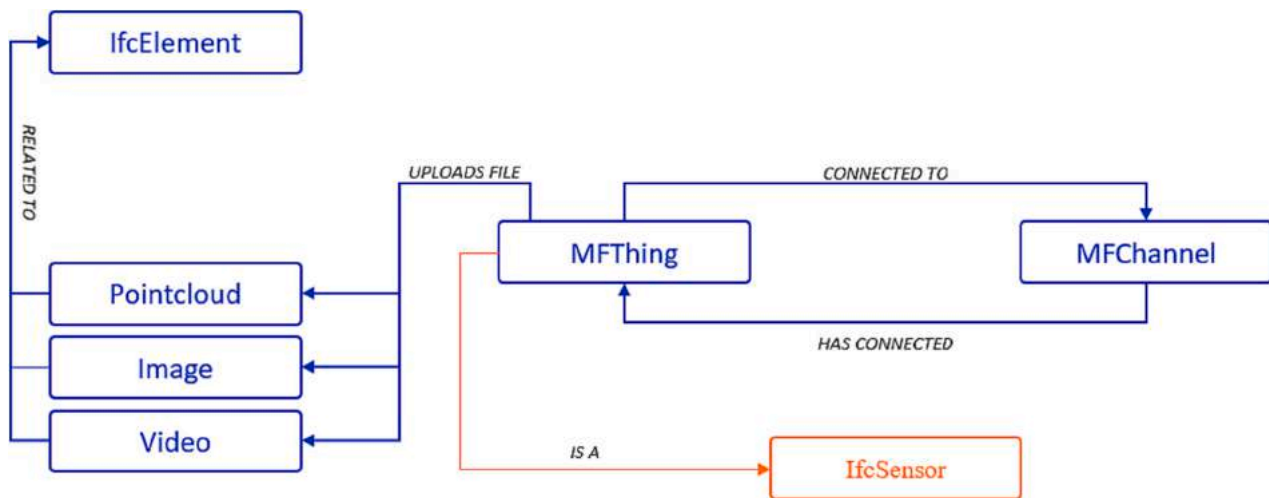 IfcElement
RELATED TO
UPLOADS FILE
CONNECTED TO
MFThing
MFChannel
Pointcloud
HAS CONNECTED
Image
Video
IS A
IfcSensor